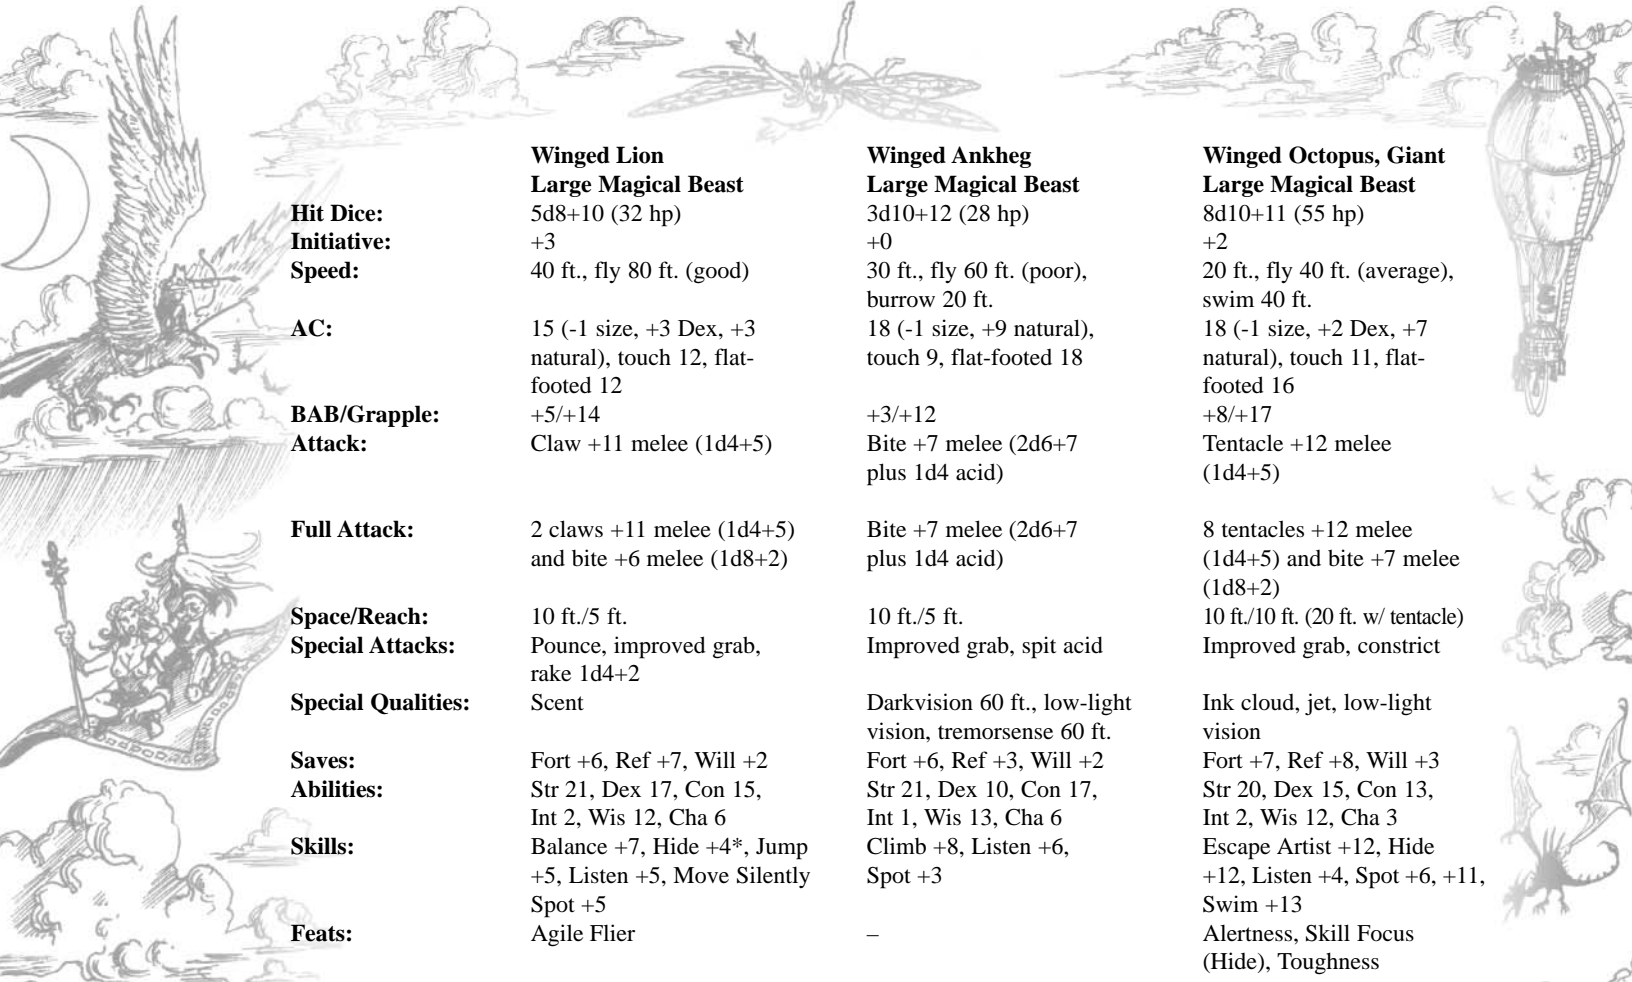 Winged Lion Winged Ankheg Winged Octopus, Giant
Large Magical Beast Large Magical Beast Large Magical Beast
Hit Dice: 5d8+10 (32 hp) 3d10+12 (28 hp) 8d10+11 (55 hp)
Initiative: +3 +0 +2
Speed: 40 ft., fly 80 ft. (good) 30 ft., fly 60 ft. (poor), 20 ft., fly 40 ft. (average),
burrow 20 ft. swim 40 ft.
AC: 15 (-1 size, +3 Dex, +3 18 (-1 size, +9 natural), 18 (-1 size, +2 Dex, +7
natural), touch 12, flat- touch 9, flat-footed 18 natural), touch 11, flat-
footed 12 footed 16
BAB/Grapple: +5/+14 +3/+12 +8/+17
Attack: Claw +11 melee (1d4+5) Bite +7 melee (2d6+7 Tentacle +12 melee
plus 1d4 acid) (1d4+5)
Full Attack: 2 claws +11 melee (1d4+5) Bite +7 melee (2d6+7 8 tentacles +12 melee
and bite +6 melee (1d8+2) plus 1d4 acid) (1d4+5) and bite +7 melee
(1d8+2)
Space/Reach: 10 ft./5 ft. 10 ft./5 ft. 10 ft./10 ft. (20 ft. w/ tentacle)
Special Attacks: Pounce, improved grab, Improved grab, spit acid Improved grab, constrict
rake 1d4+2
Special Qualities: Scent Darkvision 60 ft., low-light Ink cloud, jet, low-light
vision, tremorsense 60 ft. vision
Saves: Fort +6, Ref +7, Will +2 Fort +6, Ref +3, Will +2 Fort +7, Ref +8, Will +3
Abilities: Str 21, Dex 17, Con 15, Str 21, Dex 10, Con 17, Str 20, Dex 15, Con 13,
Int 2, Wis 12, Cha 6 Int 1, Wis 13, Cha 6 Int 2, Wis 12, Cha 3
Skills: Balance +7, Hide +4*, Jump Climb +8, Listen +6, Escape Artist +12, Hide
+5, Listen +5, Move Silently Spot +3 +12, Listen +4, Spot +6, +11,
Spot +5 Swim +13
Feats: Agile Flier – Alertness, Skill Focus
(Hide), Toughness